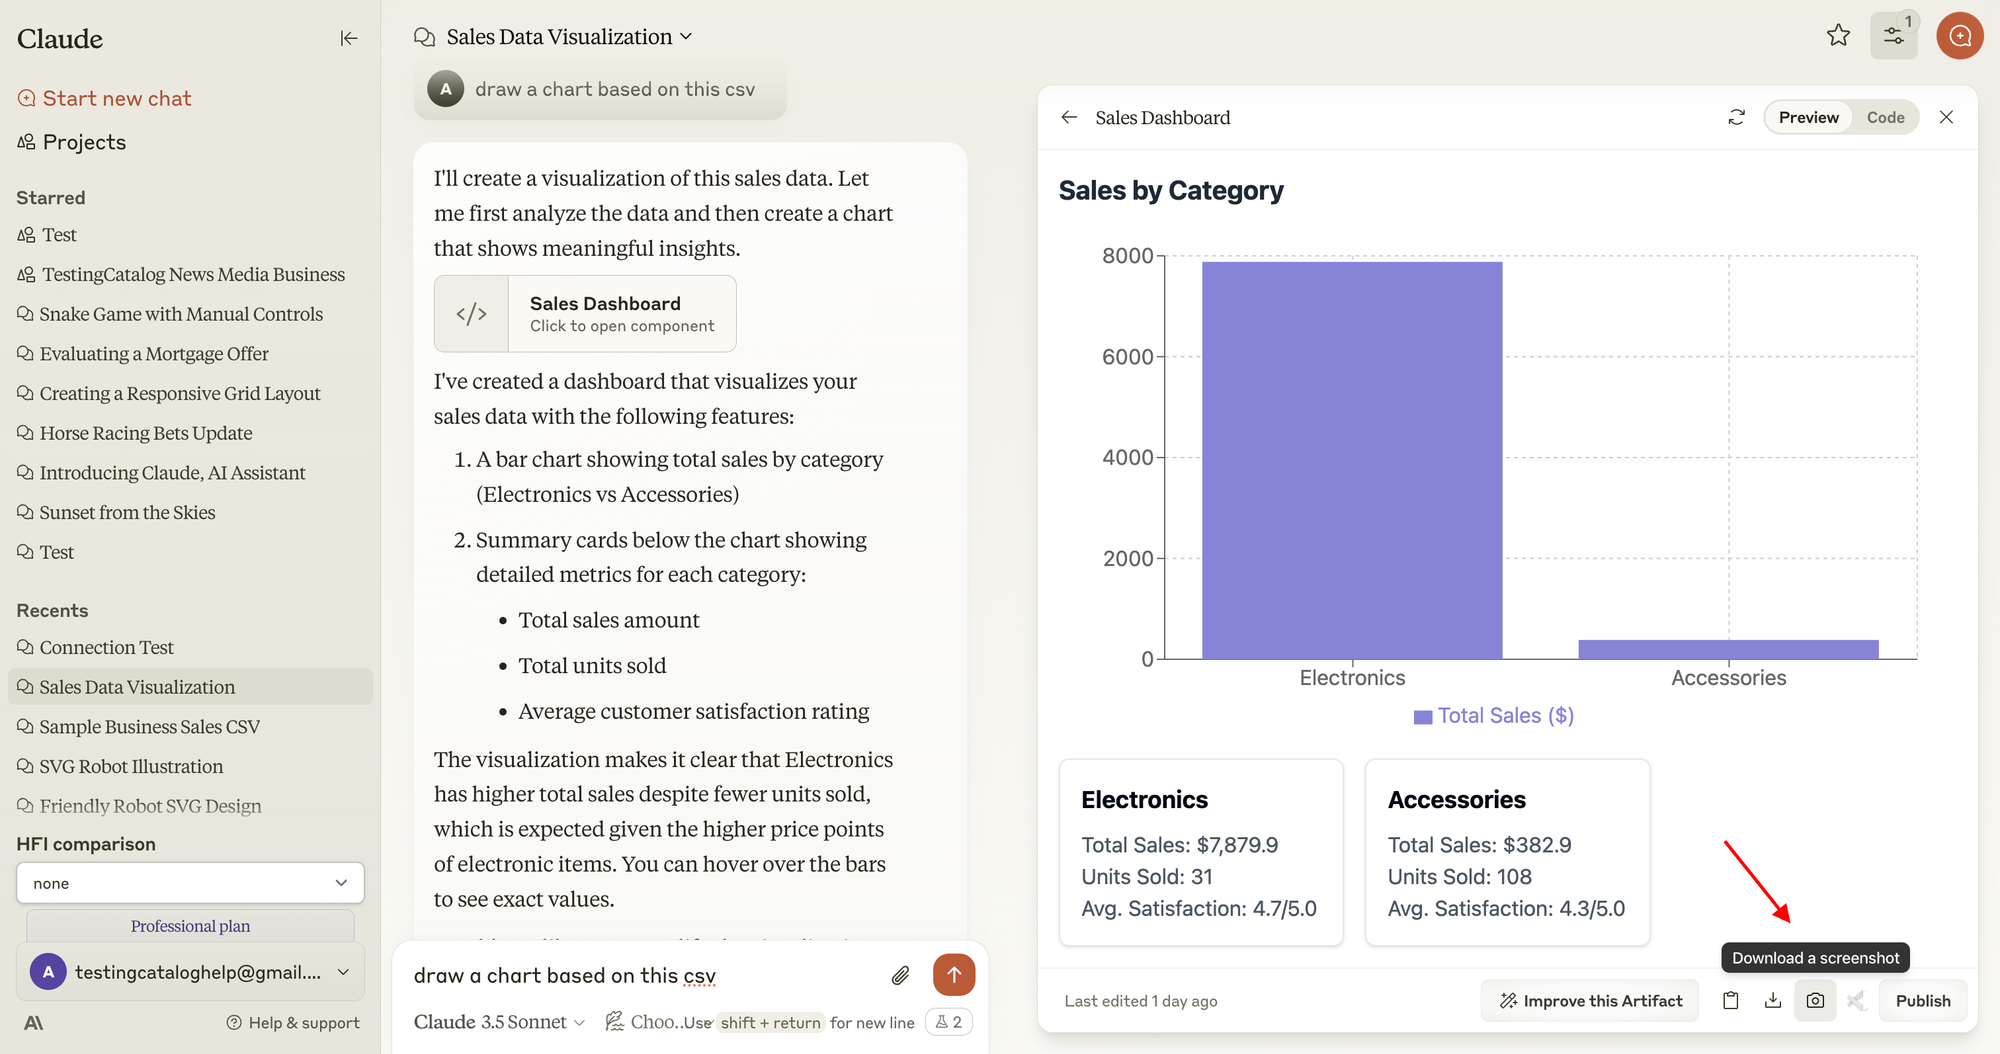 Claude
Start new chat
Projects
Starred
Test
TestingCatalog News Media Business
Snake Game with Manual Controls
Evaluating a Mortgage Offer
Creating a Responsive Grid Layout
Horse Racing Bets Update
Introducing Claude, AI Assistant
Sunset from the Skies
Test
Recents
Connection Test
Sales Data Visualization
Sample Business Sales CSV
SVG Robot Illustration
Friendly Robot SVG Design
HFI comparison
none
Professional plan
A
testingcataloghelp@gmail....
Help & support
Sales Data Visualization
A
draw a chart based on this csv
I'll create a visualization of this sales data. Let
me first analyze the data and then create a chart
that shows meaningful insights.
</>
Sales Dashboard
Click to open component
I've created a dashboard that visualizes your
sales data with the following features:
1. A bar chart showing total sales by category
(Electronics vs Accessories)
2. Summary cards below the chart showing
detailed metrics for each category:
• Total sales amount
• Total units sold
• Average customer satisfaction rating
The visualization makes it clear that Electronics
has higher total sales despite fewer units sold,
which is expected given the higher price points
of electronic items. You can hover over the bars
to see exact values.
draw a chart based on this csv
Claude 3.5 Sonnet
Choo..Use shift + return for new line
2
1
Sales Dashboard
Preview
Code
Sales by Category
8000
6000
4000
2000
0
Electronics
Accessories
Total Sales ($)
Electronics
Total Sales: $7,879.9
Units Sold: 31
Avg. Satisfaction: 4.7/5.0
Accessories
Total Sales: $382.9
Units Sold: 108
Avg. Satisfaction: 4.3/5.0
Download a screenshot
Last edited 1 day ago
Improve this Artifact
Publish